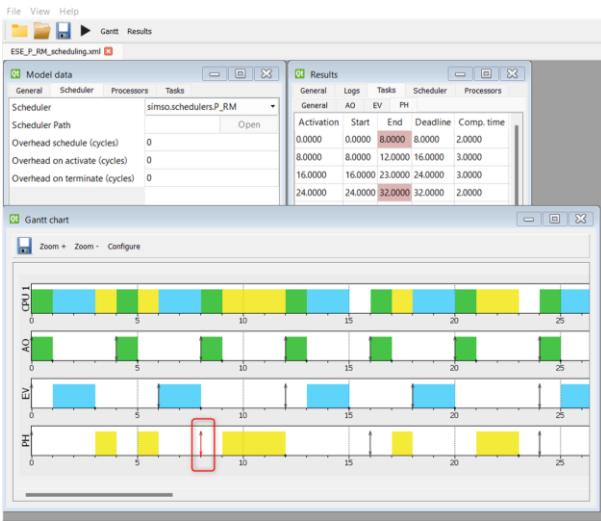 File View Help
Gantt Results
ESE_P_RM_scheduling.xml
Qt Model data
General Scheduler Processors Tasks
Scheduler simso.schedulers.P_RM
Scheduler Path Open
Overhead schedule (cycles) 0
Overhead on activate (cycles) 0
Overhead on terminate (cycles) 0
Qt Results
General Logs Tasks Scheduler Processors
General AO EV PH
Activation Start End Deadline Comp. time
0.0000 0.0000 8.0000 8.0000 2.0000
8.0000 8.0000 12.0000 16.0000 3.0000
16.0000 16.0000 23.0000 24.0000 3.0000
24.0000 24.0000 32.0000 32.0000 2.0000
Qt Gantt chart
Zoom + Zoom - Configure
CPU 1
0 5 10 15 20 25
AO
0 5 10 15 20 25
EV
0 5 10 15 20 25
PH
0 5 10 15 20 25